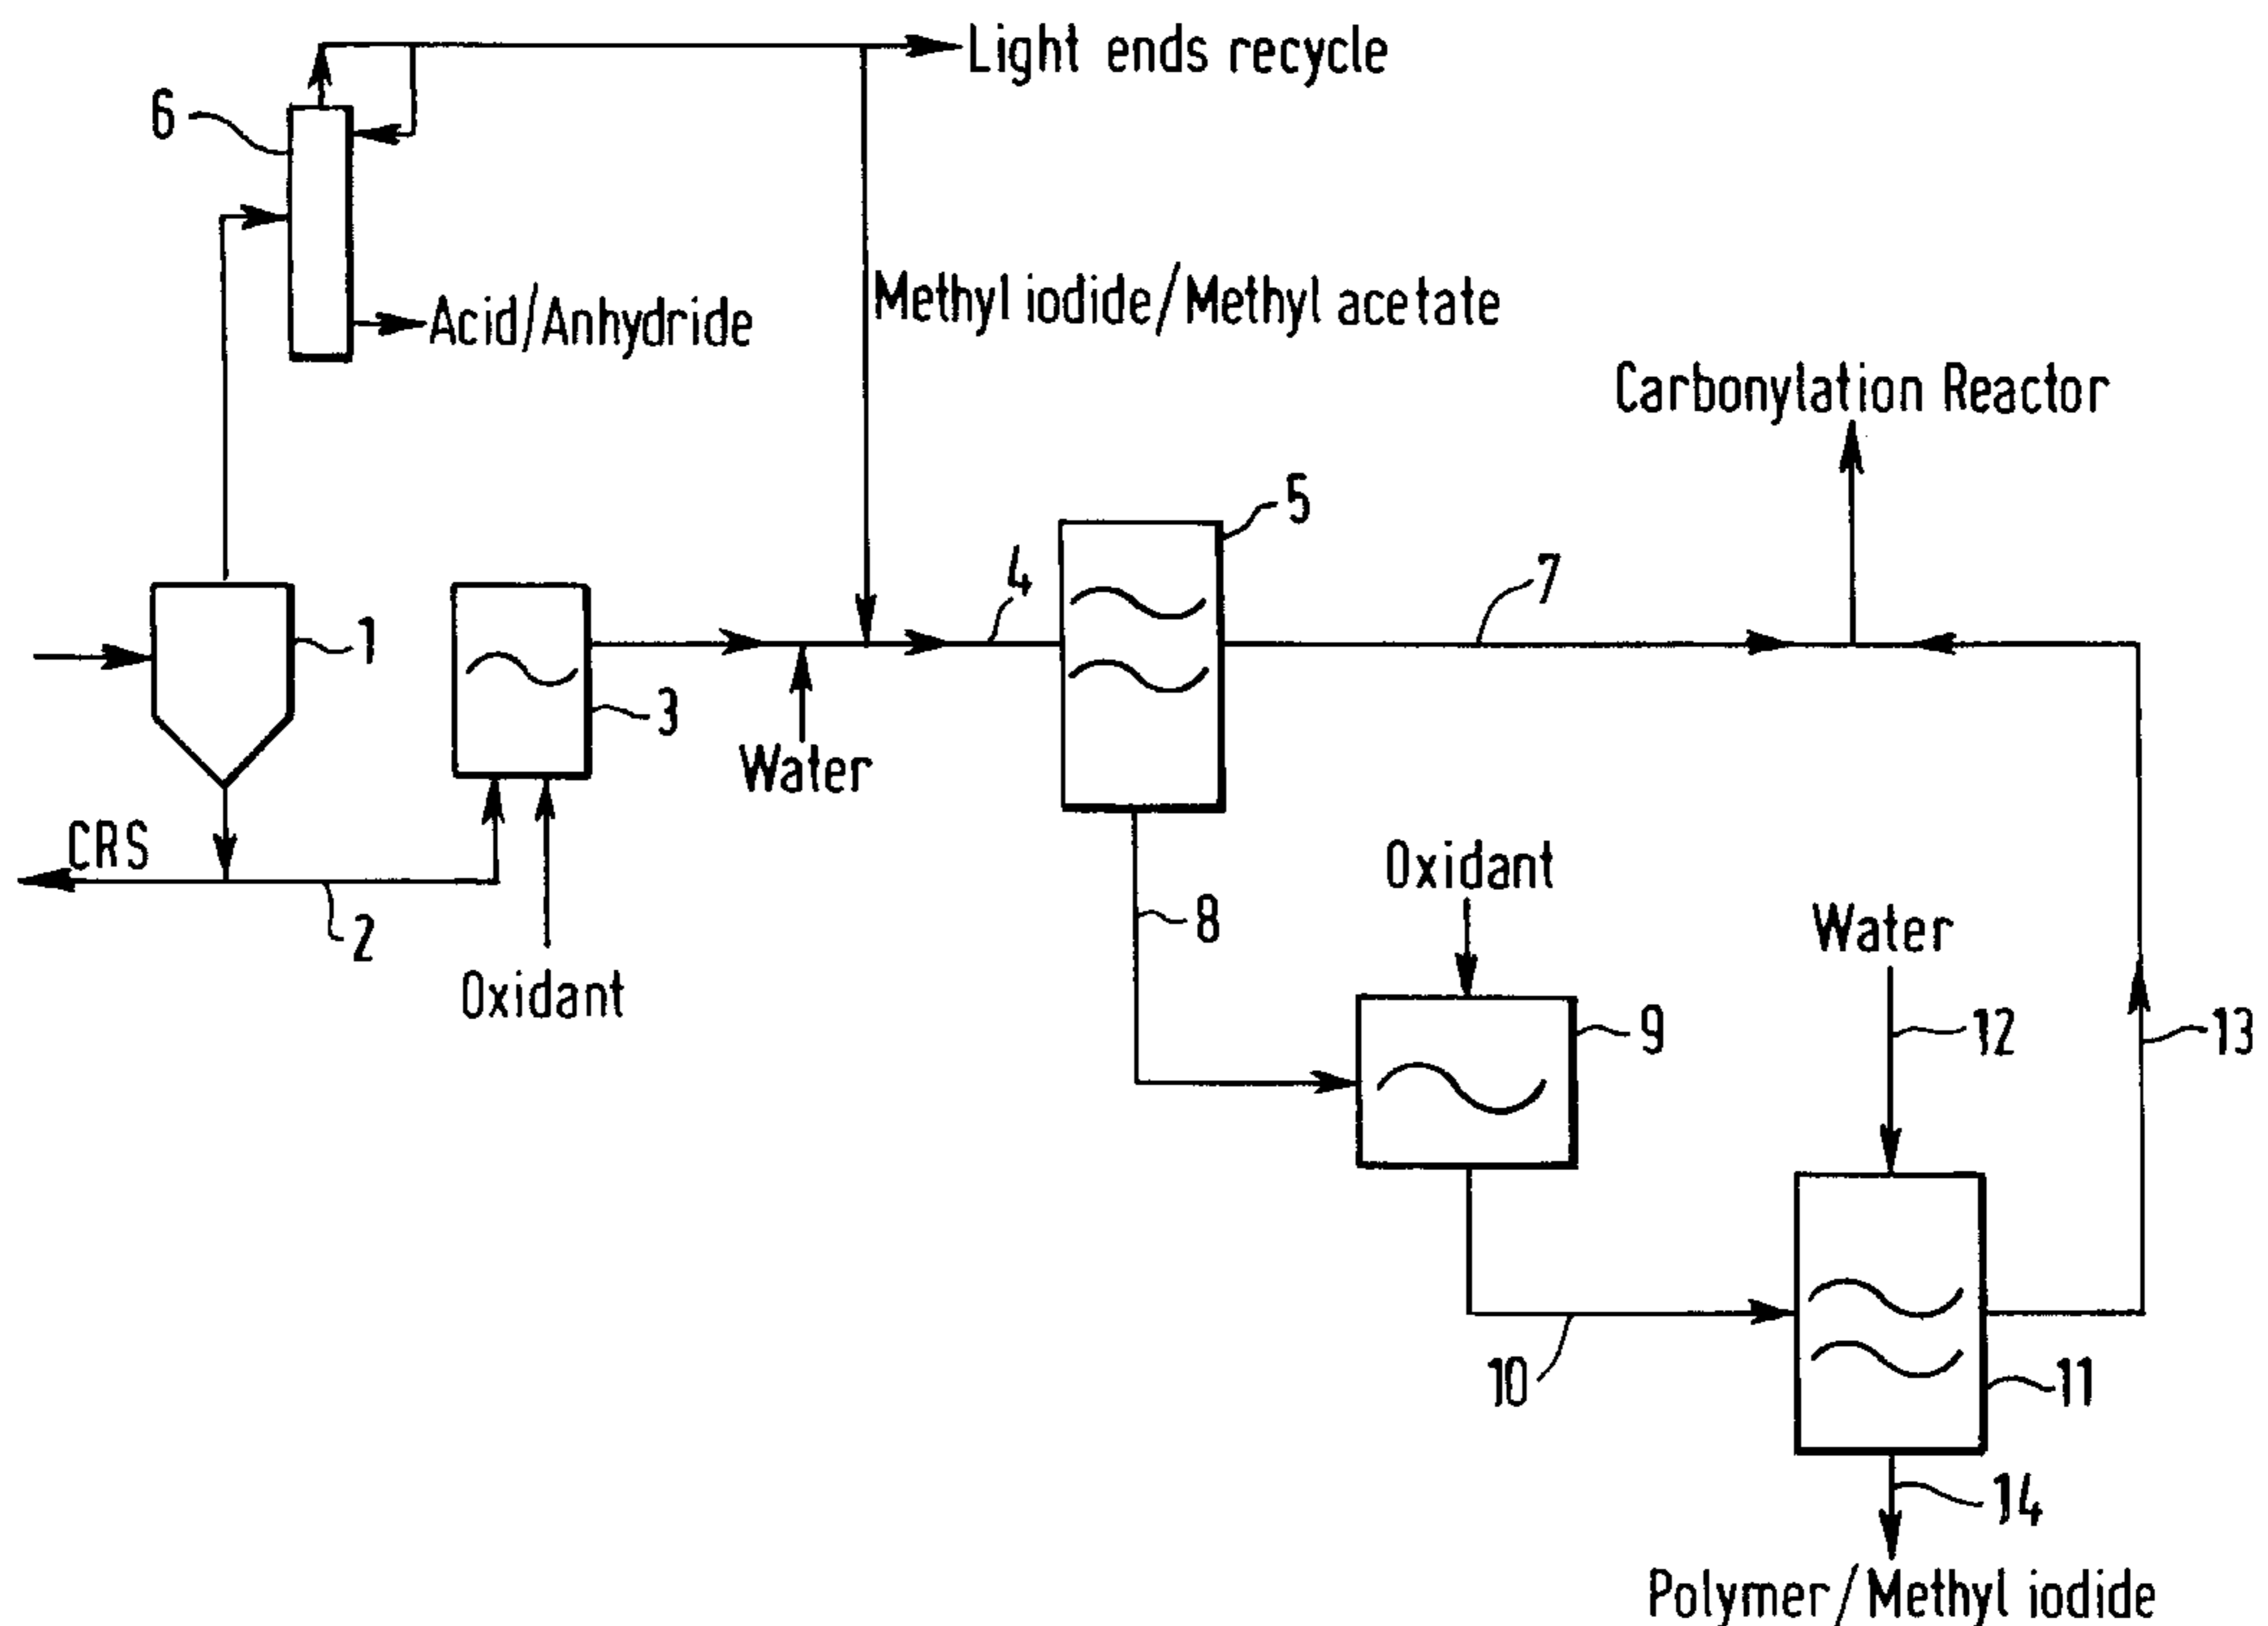 Light ends recycle
6
Methyl iodide/Methyl acetate
Acid/Anhydride
Carbonylation Reactor
5
4
7
1
3
Water
CRS
Oxidant
2
8
Water
Oxidant
9
12
13
10
11
14
Polymer/Methyl iodide